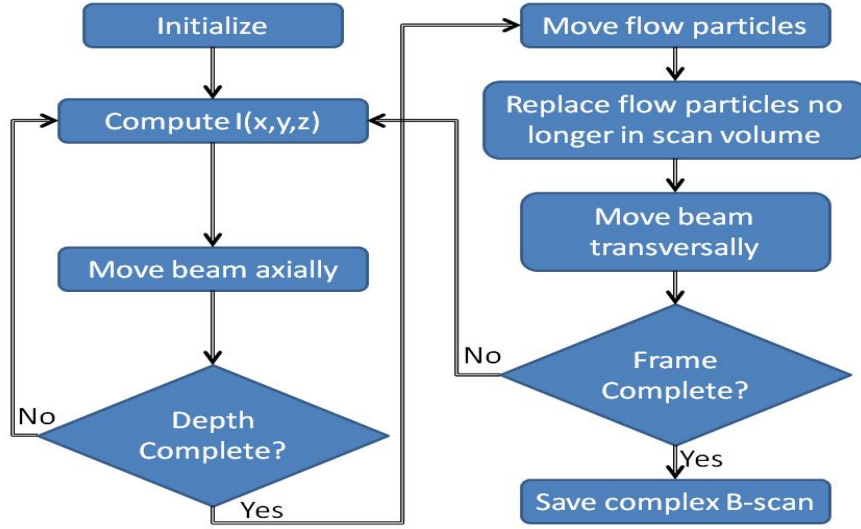 Initialize
Compute I(x,y,z)
Move beam axially
No
Depth
Complete?
Yes
Move flow particles
Replace flow particles no
longer in scan volume
Move beam
transversally
No
Frame
Complete?
Yes
Save complex B-scan